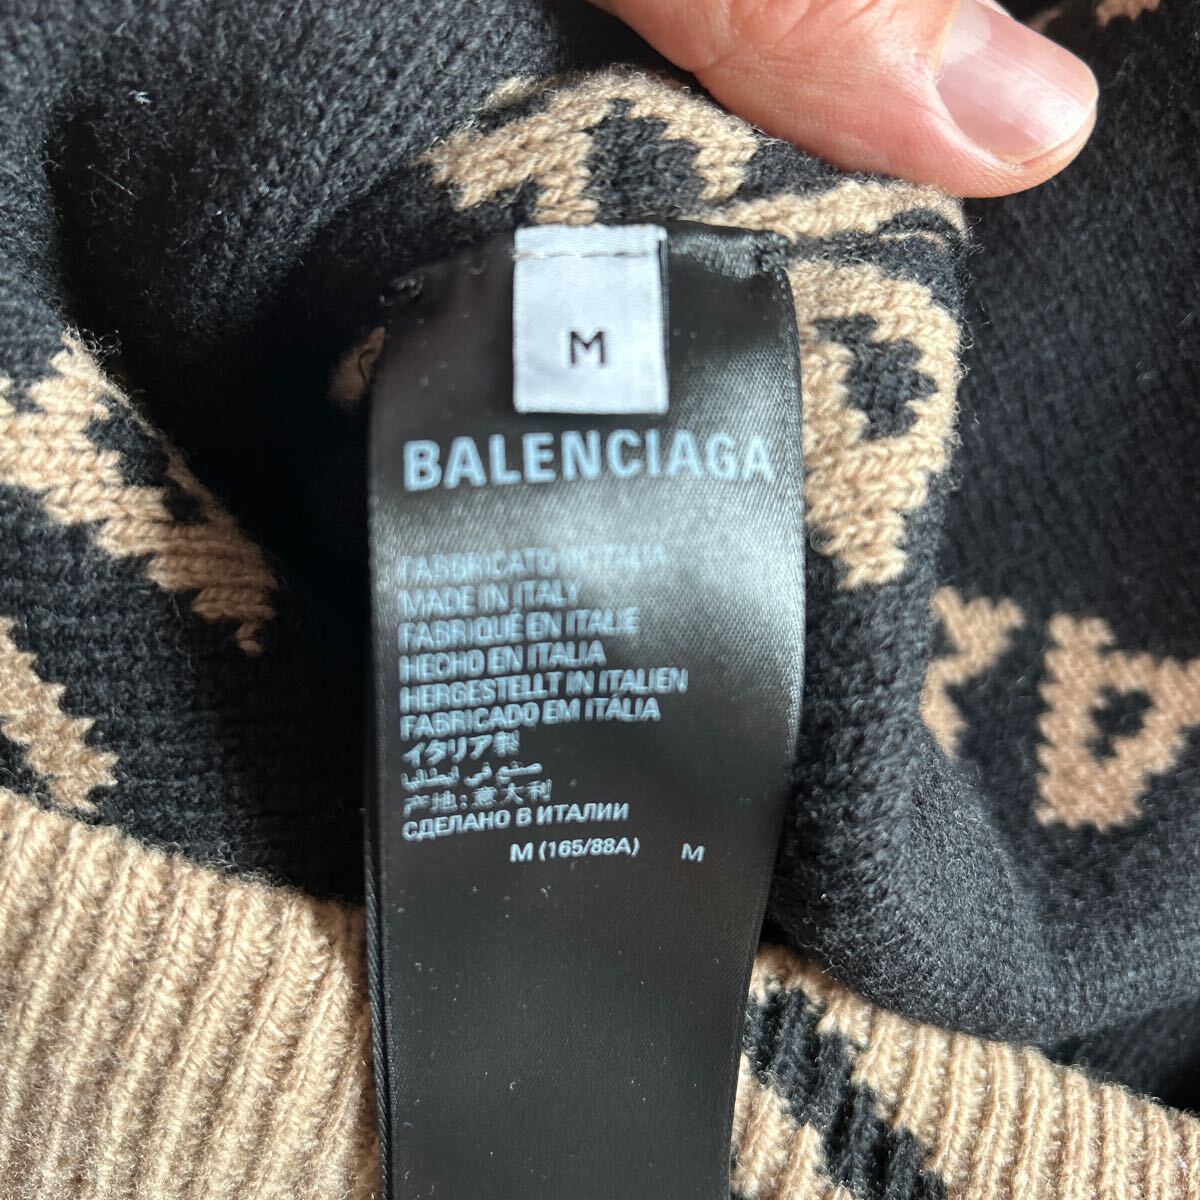 M
BALENCIAGA
FABBRICATO IN ITALIA
MADE IN ITALY
FABRIQUÉ EN ITALIE
HECHO EN ITALIA
HERGESTELLT IN ITALIEN
FABRICADO EM ITÁLIA
イタリア製
صنع في إيطاليا
产地:意大利
СДЕЛАНО В ИТАЛИИ
M (165/88A) M